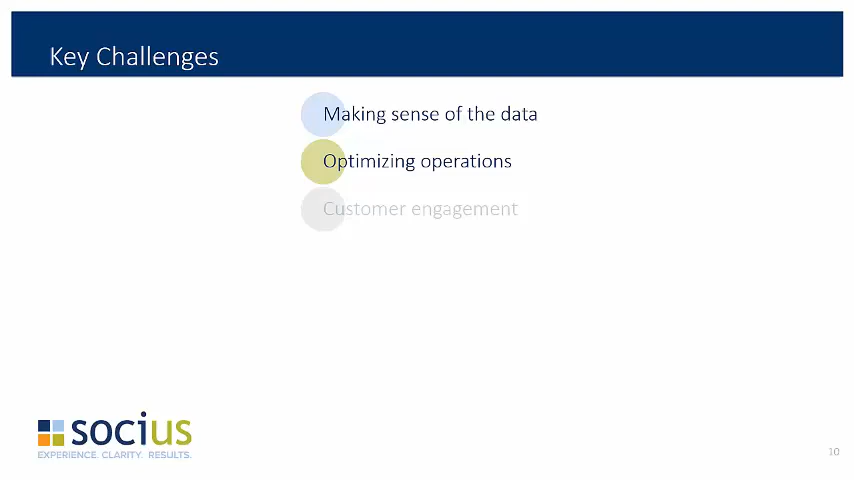 Key Challenges
Making sense of the data
Optimizing operations
Customer engagement
socius
EXPERIENCE. CLARITY. RESULTS.
10